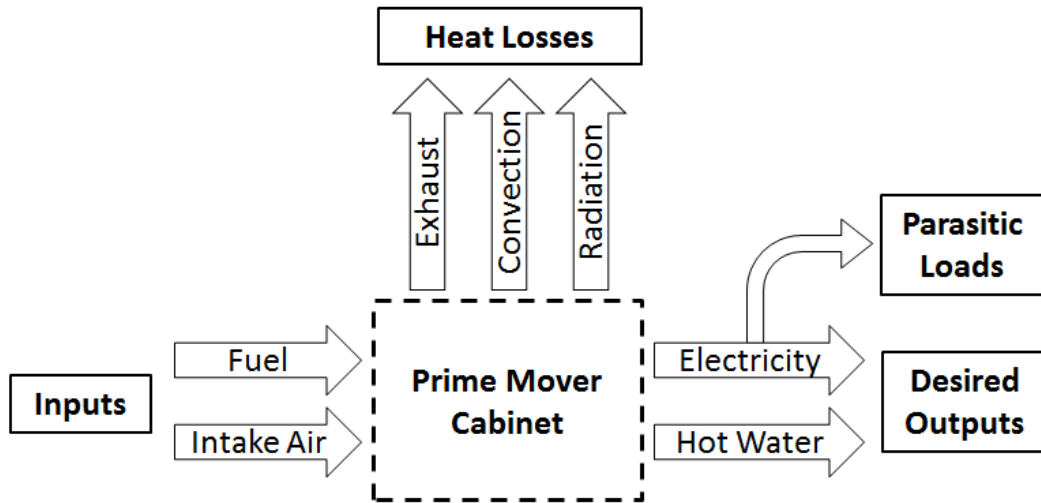 Heat Losses
Exhaust
Convection
Radiation
Parasitic
Loads
Inputs
Fuel
Intake Air
Prime Mover
Cabinet
Electricity
Hot Water
Desired
Outputs